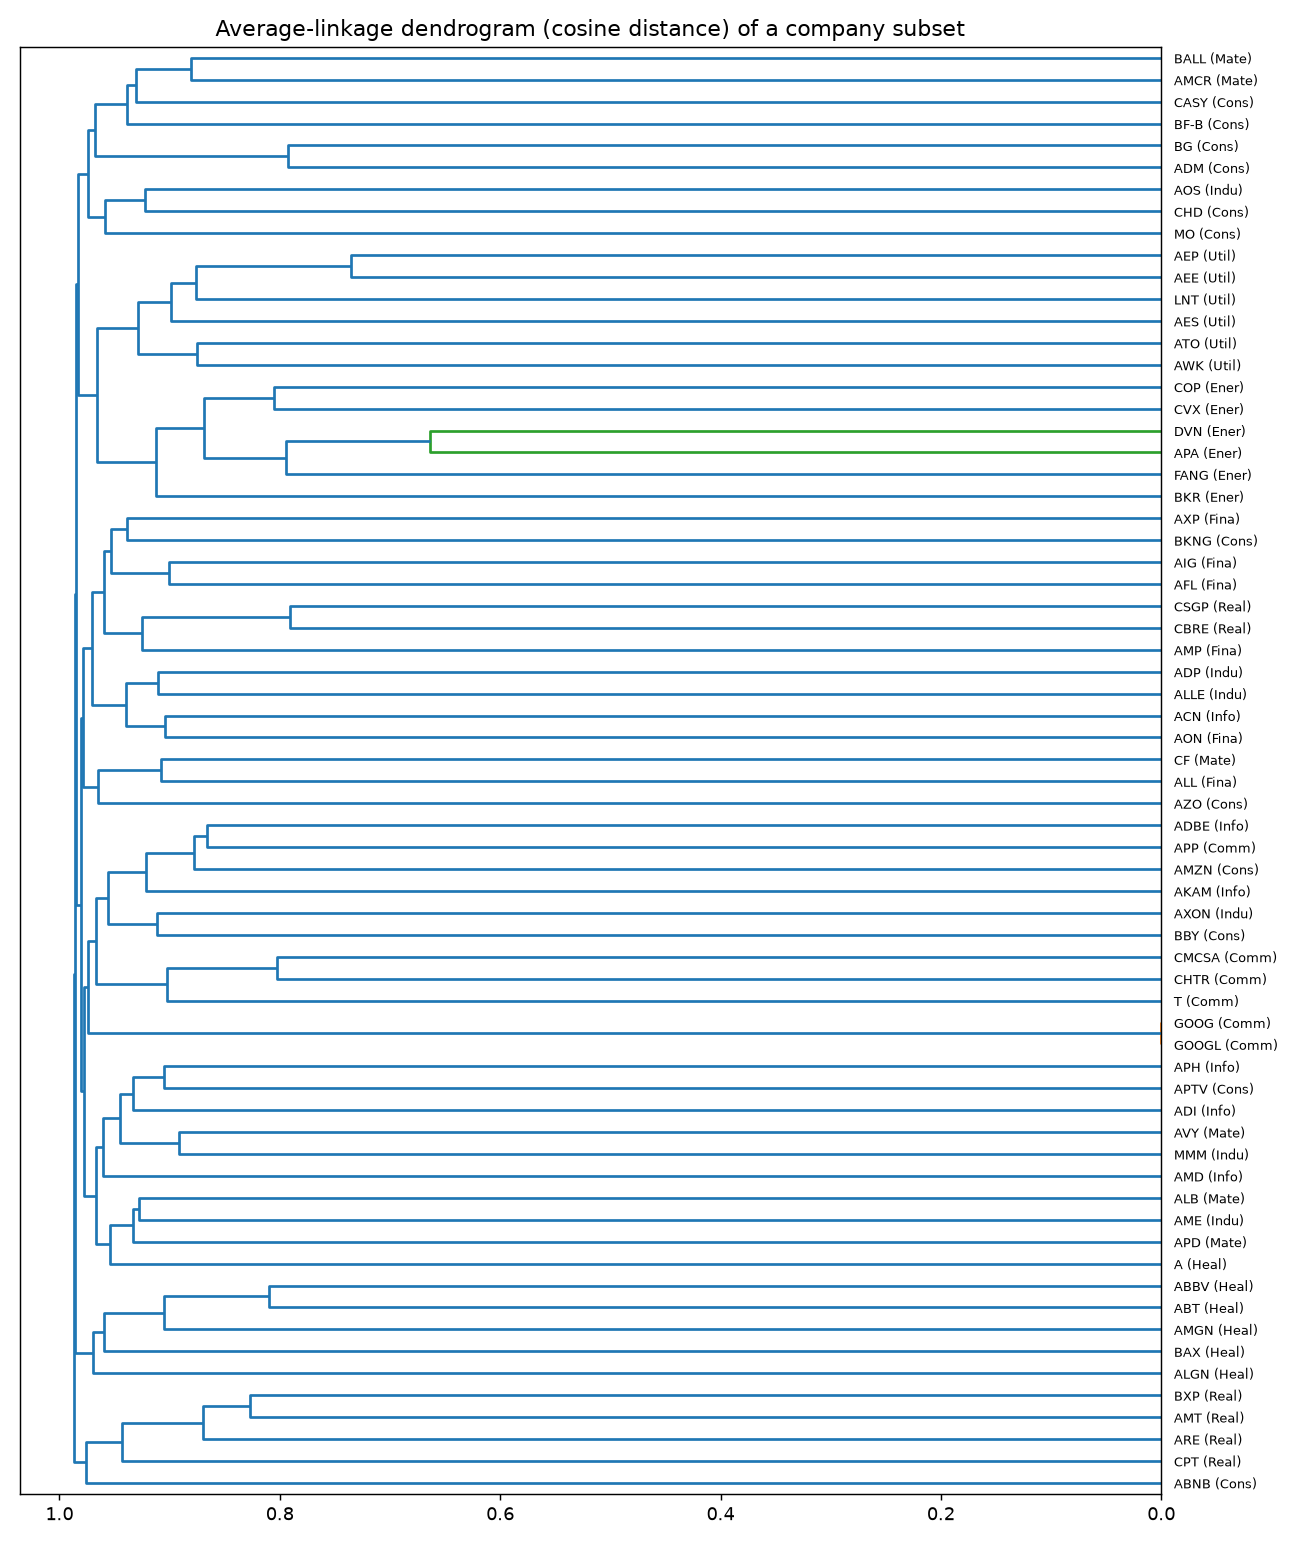 Average-linkage dendrogram (cosine distance) of a company subset
BALL (Mate)
AMCR (Mate)
CASY (Cons)
BF-B (Cons)
BG (Cons)
ADM (Cons)
AOS (Indu)
CHD (Cons)
MO (Cons)
AEP (Util)
AEE (Util)
LNT (Util)
AES (Util)
ATO (Util)
AWK (Util)
COP (Ener)
CVX (Ener)
DVN (Ener)
APA (Ener)
FANG (Ener)
BKR (Ener)
AXP (Fina)
BKNG (Cons)
AIG (Fina)
AFL (Fina)
CSGP (Real)
CBRE (Real)
AMP (Fina)
ADP (Indu)
ALLE (Indu)
ACN (Info)
AON (Fina)
CF (Mate)
ALL (Fina)
AZO (Cons)
ADBE (Info)
APP (Comm)
AMZN (Cons)
AKAM (Info)
AXON (Indu)
BBY (Cons)
CMCSA (Comm)
CHTR (Comm)
T (Comm)
GOOG (Comm)
GOOGL (Comm)
APH (Info)
APTV (Cons)
ADI (Info)
AVY (Mate)
MMM (Indu)
AMD (Info)
ALB (Mate)
AME (Indu)
APD (Mate)
A (Heal)
ABBV (Heal)
ABT (Heal)
AMGN (Heal)
BAX (Heal)
ALGN (Heal)
BXP (Real)
AMT (Real)
ARE (Real)
CPT (Real)
ABNB (Cons)
1.0 0.8 0.6 0.4 0.2 0.0